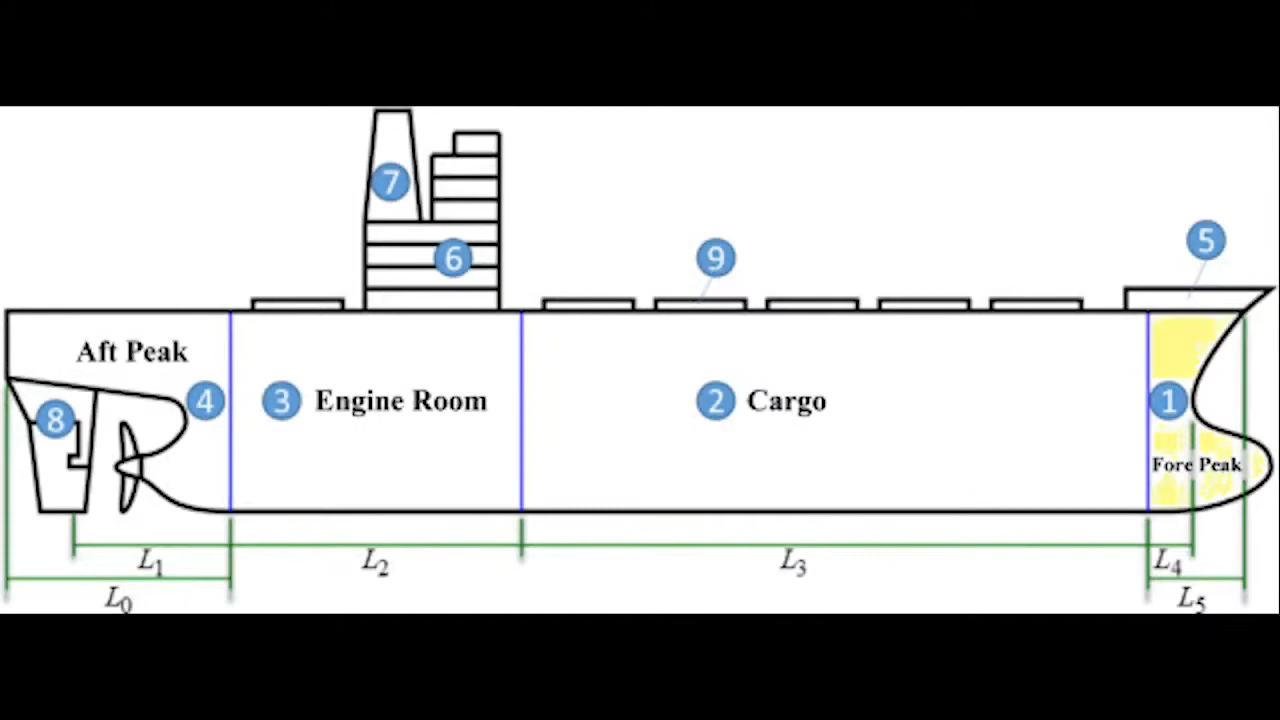 7
6
9
5
Aft Peak
4
3 Engine Room
2 Cargo
1
8
Fore Peak
L1
L2
L3
L4
L0
L5